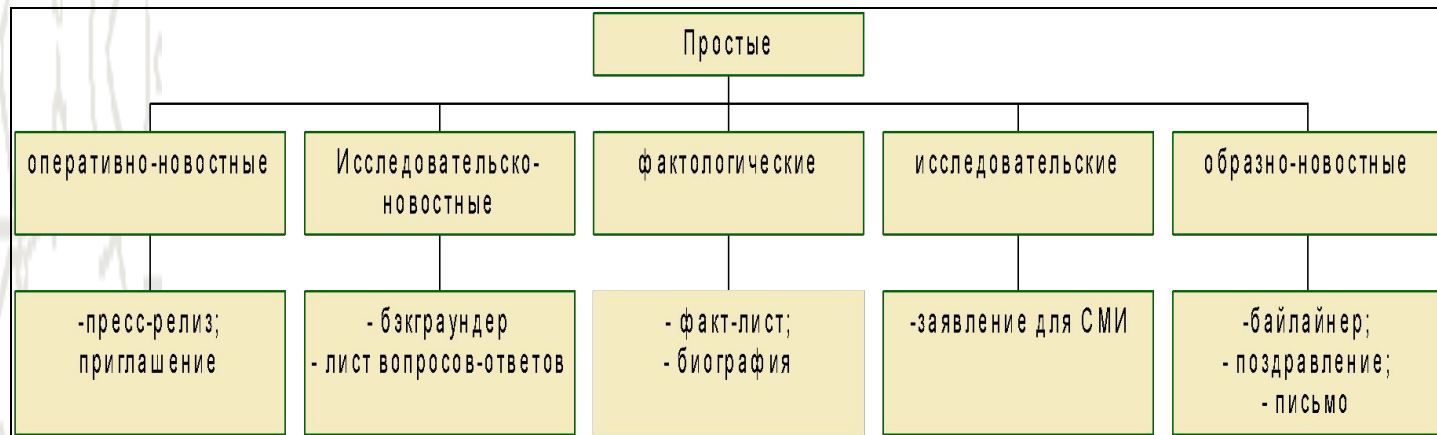 Простые
оперативно-новостные
Исследовательско-
новостные
фактологические
исследовательские
образно-новостные
-пресс-релиз;
приглашение
- бэкграундер
- лист вопросов-ответов
- факт-лист;
- биография
-заявление для СМИ
-байлайнер;
- поздравление;
- письмо